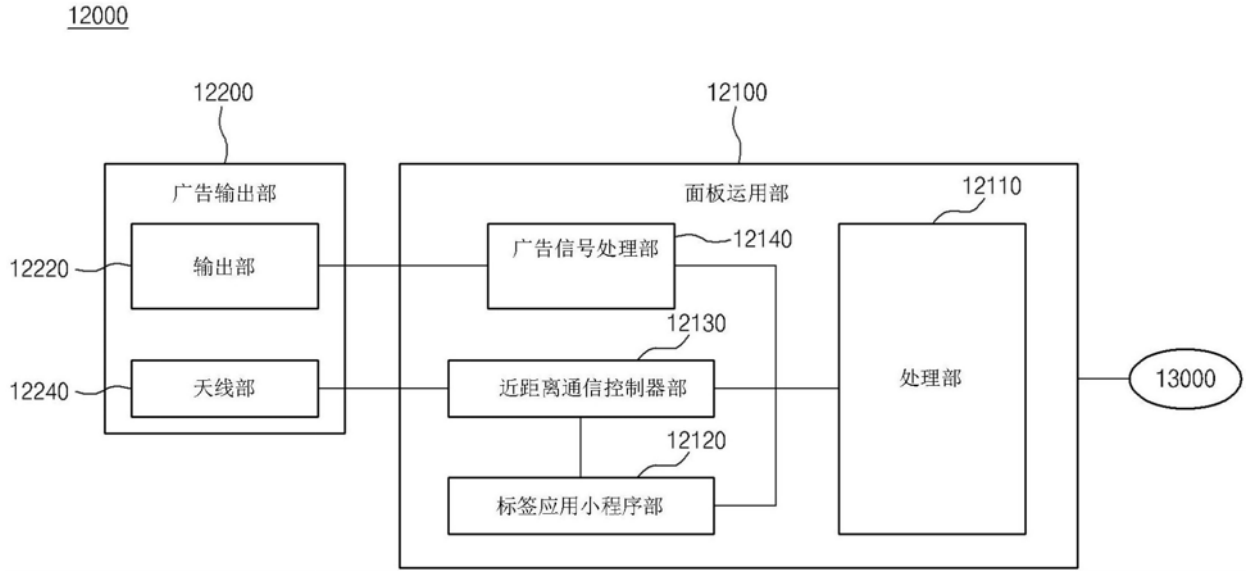 12000
12200
12100
广告输出部
面板运用部
12110
输出部
12220
广告信号处理部
12140
12130
天线部
12240
近距离通信控制器部
处理部
13000
12120
标签应用小程序部